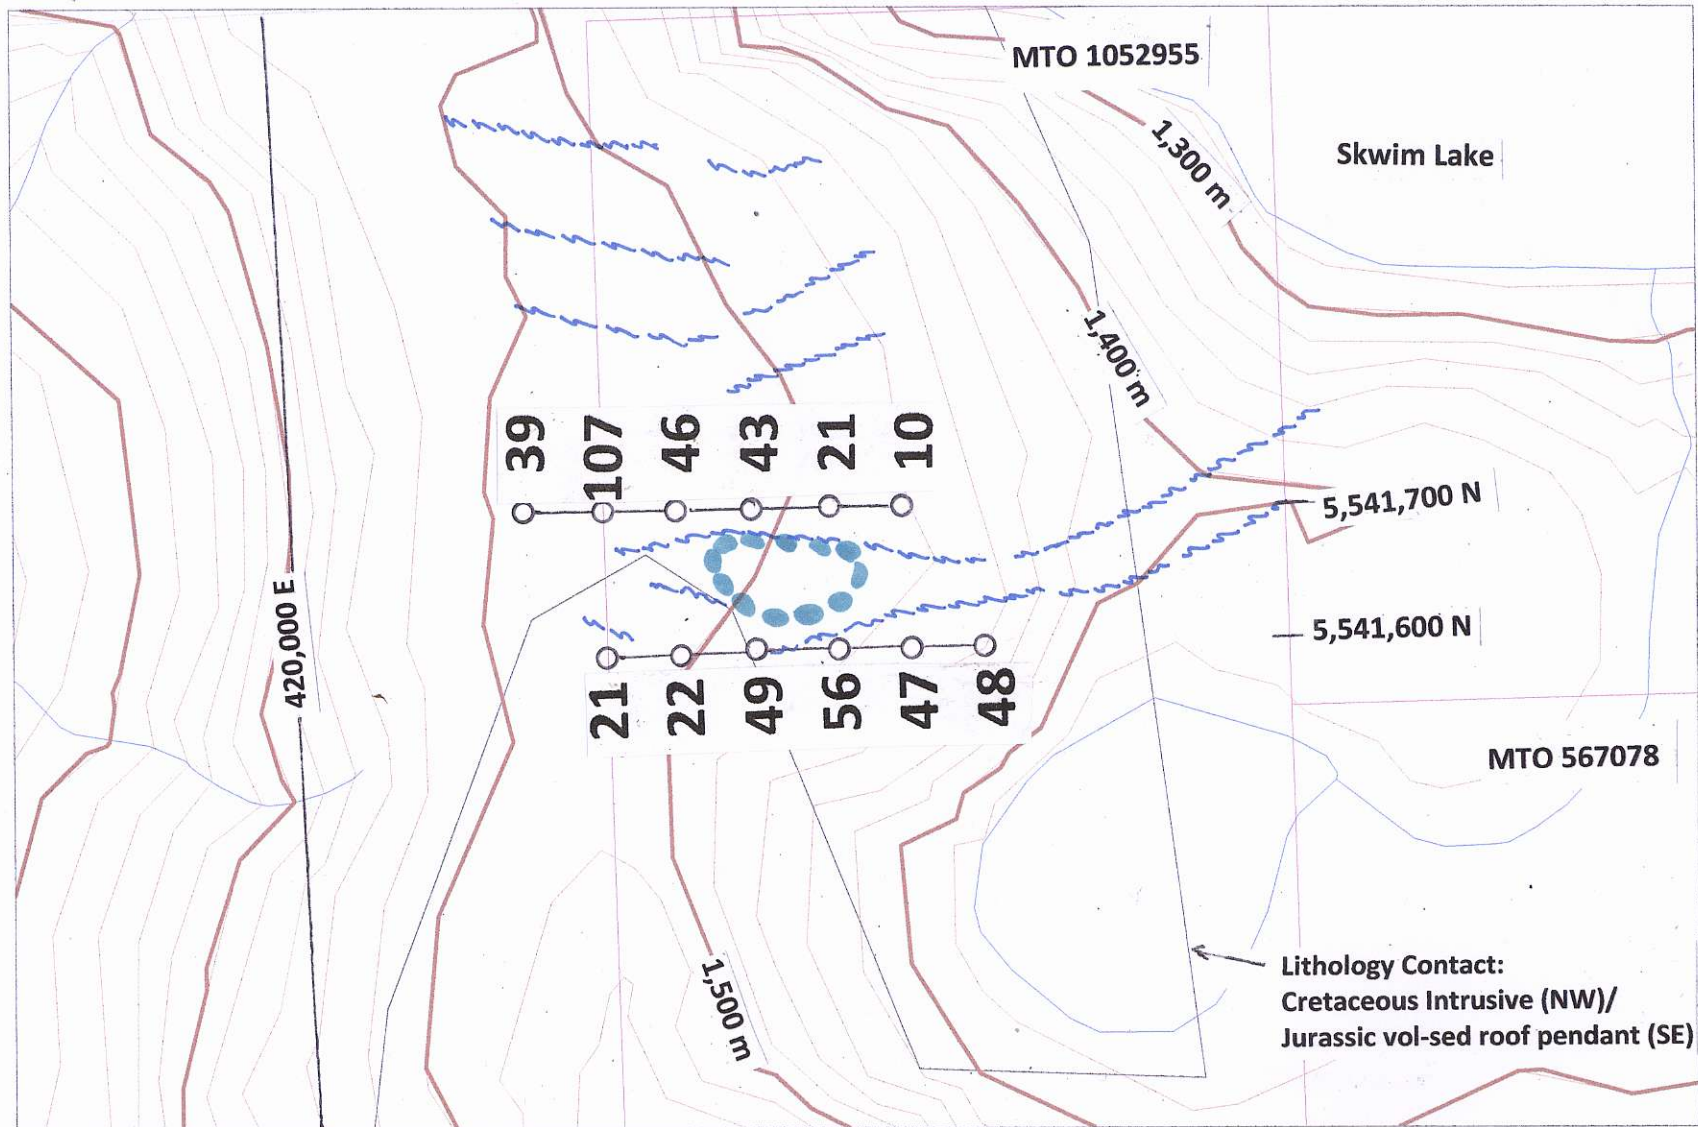 MTO 1052955
1,300 m
Skwim Lake
1,400 m
39
107
46
43
21
10
5,541,700 N
420,000 E
5,541,600 N
21
22
49
56
47
48
MTO 567078
1,500 m
Lithology Contact:
Cretaceous Intrusive (NW)/
Jurassic vol-sed roof pendant (SE)